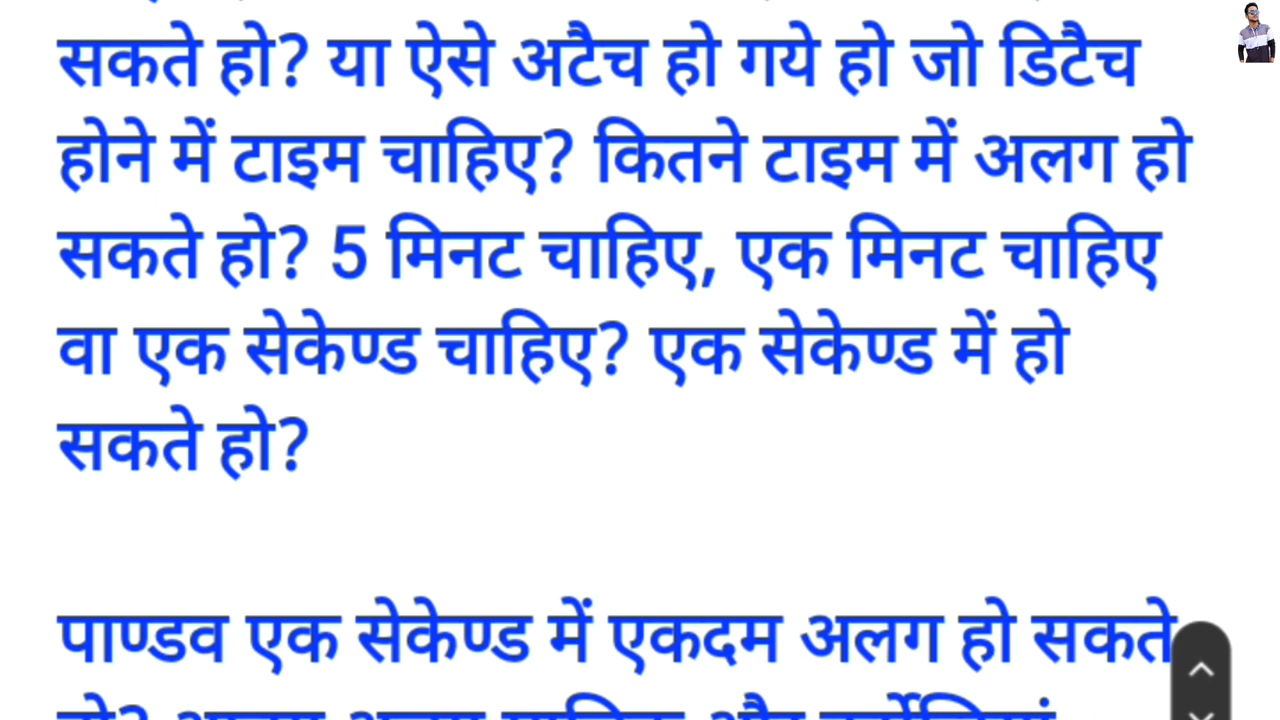 सकते हो? या ऐसे अटैच हो गये हो जो डिटैच
होने में टाइम चाहिए? कितने टाइम में अलग हो
सकते हो? 5 मिनट चाहिए, एक मिनट चाहिए
वा एक सेकेण्ड चाहिए? एक सेकेण्ड में हो
सकते हो?
पाण्डव एक सेकेण्ड में एकदम अलग हो सकते